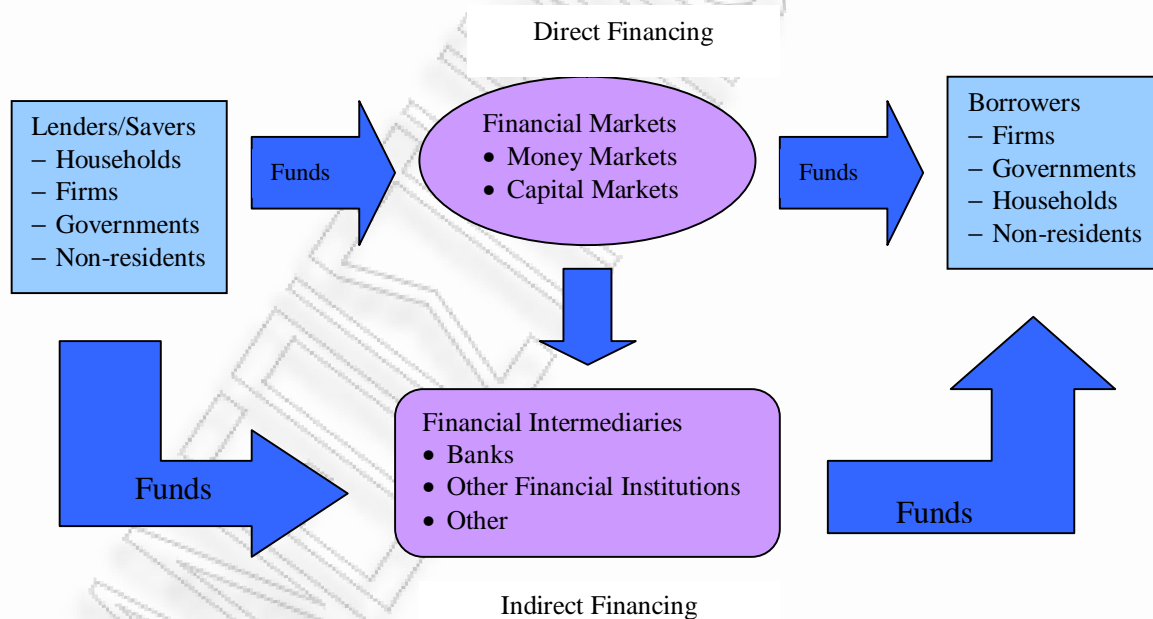 Direct Financing
Lenders/Savers
– Households
– Firms
– Governments
– Non-residents
Funds
Financial Markets
• Money Markets
• Capital Markets
Funds
Borrowers
– Firms
– Governments
– Households
– Non-residents
Funds
Financial Intermediaries
• Banks
• Other Financial Institutions
• Other
Funds
Indirect Financing